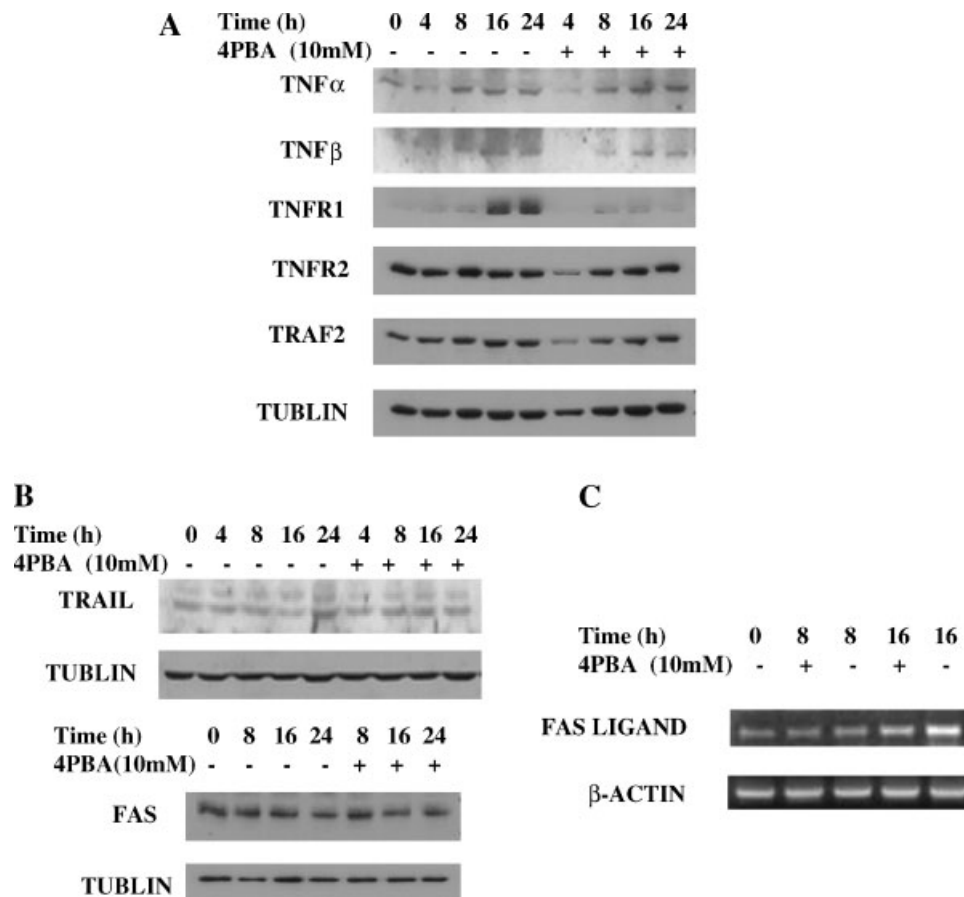 A
Time (h) 0 4 8 16 24 4 8 16 24
4PBA (10mM) - - - - - + + + +
TNFα
TNFβ
TNFR1
TNFR2
TRAF2
TUBLIN
B
Time (h) 0 4 8 16 24 4 8 16 24
4PBA (10mM) - - - - - + + + +
TRAIL
TUBLIN
Time (h) 0 8 16 24 8 16 24
4PBA(10mM) - - - - + + +
FAS
TUBLIN
C
Time (h) 0 8 8 16 16
4PBA (10mM) - + - + -
FAS LIGAND
β-ACTIN